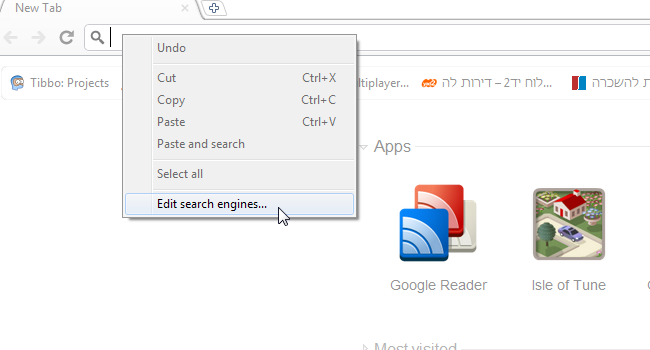 New Tab
Undo
Cut Ctrl+X
Copy Ctrl+C
Paste Ctrl+V
Paste and search
Select all
Edit search engines...
Tibbo: Projects
ltiplayer...
לוח יד2 – דירות לה...
ת להשכרה
Apps
Google Reader
Isle of Tune
Most visited